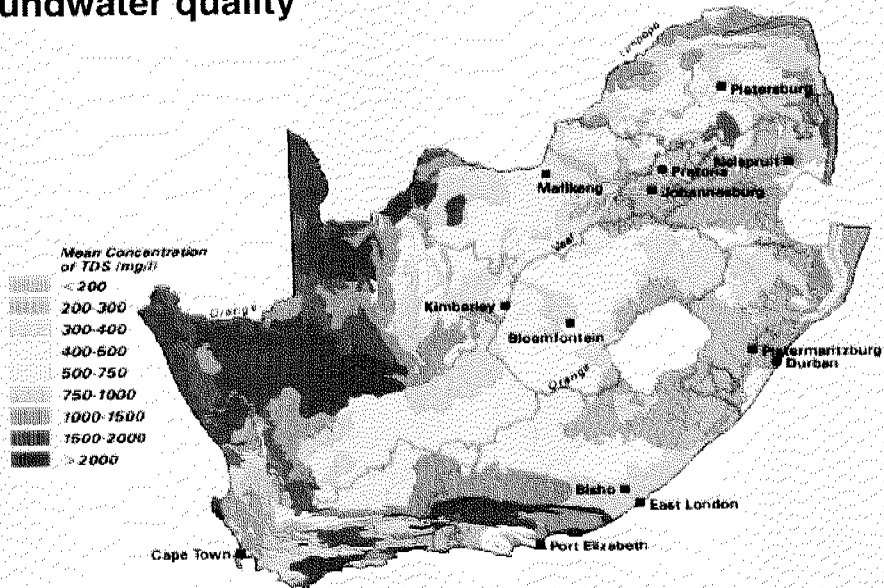 undwater quality
Limpopo
Pietersburg
Nelspruit
Pretoria
Mafikeng
Johannesburg
Vaal
Mean Concentration
of TDS (mg/l)
< 200
200-300
300-400
400-500
500-750
750-1000
1000-1500
1500-2000
> 2000
Orange
Kimberley
Bloemfontein
Pietermaritzburg
Durban
Orange
Bisho
East London
Cape Town
Port Elizabeth